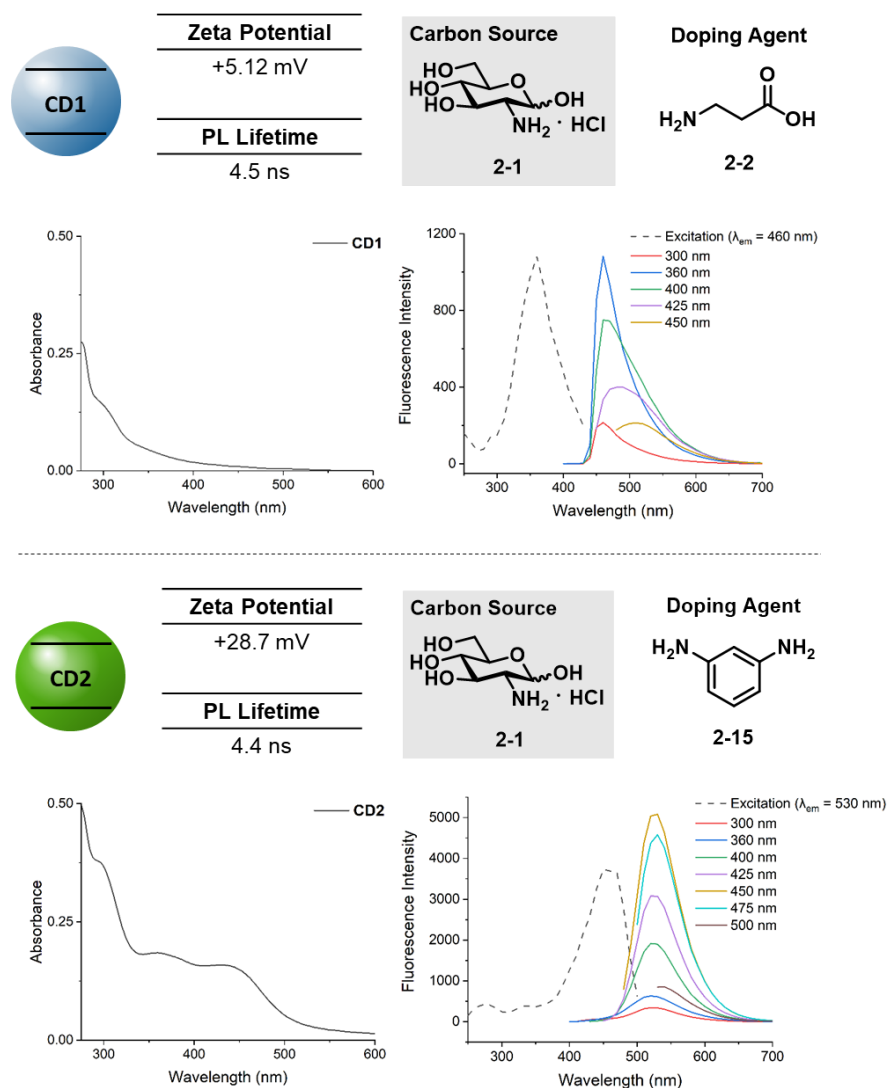 Zeta Potential
+5.12 mV
CD1
PL Lifetime
4.5 ns
Carbon Source
HO
HO
HO
O
OH
NH2 · HCl
2-1
Doping Agent
O
H2N
OH
2-2
0.50
0.25
0.00
Absorbance
300 400 500 600
Wavelength (nm)
CD1
1200
800
400
0
Fluorescence Intensity
300 400 500 600 700
Wavelength (nm)
Excitation (λem = 460 nm)
300 nm
360 nm
400 nm
425 nm
450 nm
Zeta Potential
+28.7 mV
CD2
PL Lifetime
4.4 ns
Carbon Source
HO
HO
HO
O
OH
NH2 · HCl
2-1
Doping Agent
H2N
NH2
2-15
0.50
0.25
0.00
Absorbance
300 400 500 600
Wavelength (nm)
CD2
5000
4000
3000
2000
1000
0
Fluorescence Intensity
300 400 500 600 700
Wavelength (nm)
Excitation (λem = 530 nm)
300 nm
360 nm
400 nm
425 nm
450 nm
475 nm
500 nm